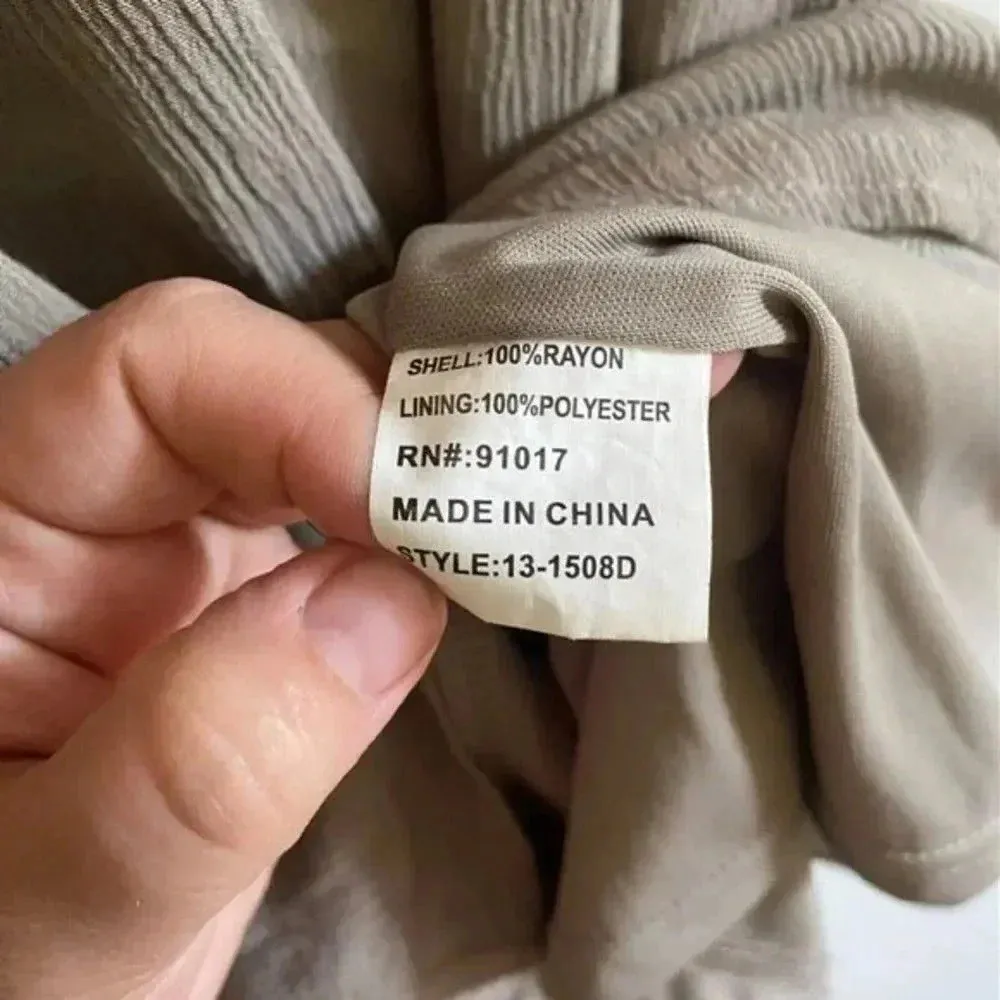 SHELL:100%RAYON
LINING:100%POLYESTER
RN#:91017
MADE IN CHINA
STYLE:13-1508D